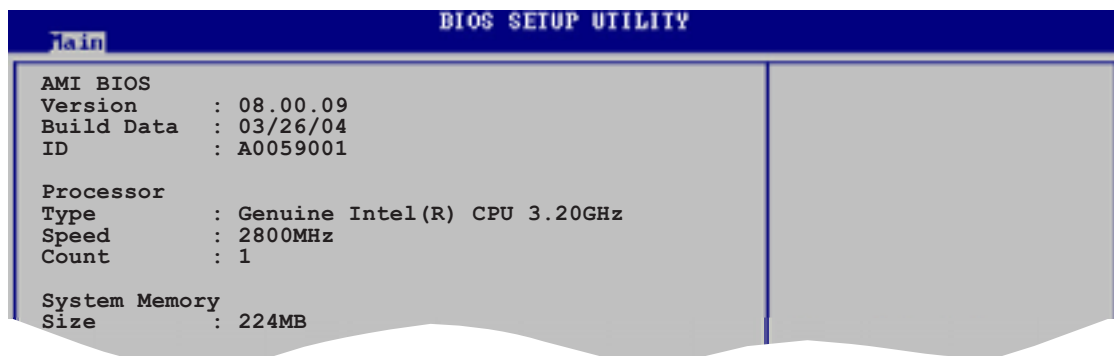 BIOS SETUP UTILITY
Main
AMI BIOS
Version : 08.00.09
Build Data : 03/26/04
ID : A0059001
Processor
Type : Genuine Intel(R) CPU 3.20GHz
Speed : 2800MHz
Count : 1
System Memory
Size : 224MB